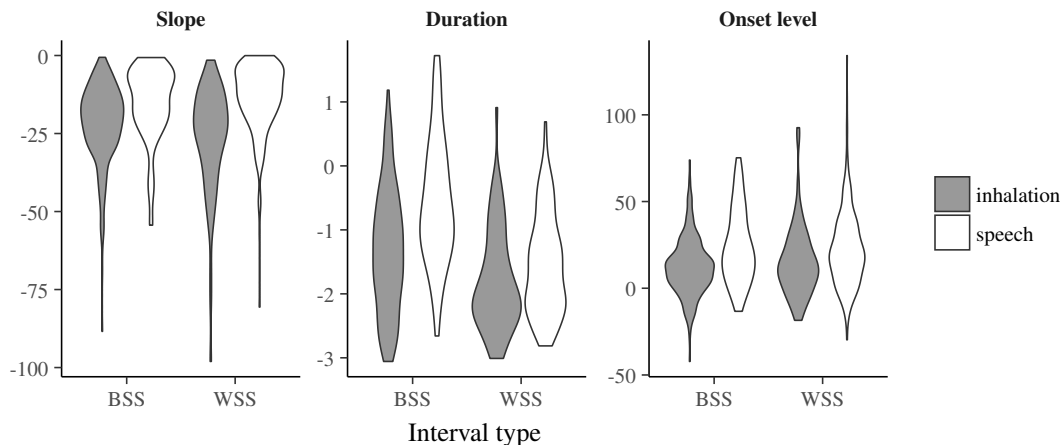 Slope
Duration
Onset level
0
-25
-50
-75
-100
BSS
WSS
1
0
-1
-2
-3
BSS
WSS
100
50
0
-50
BSS
WSS
inhalation
speech
Interval type